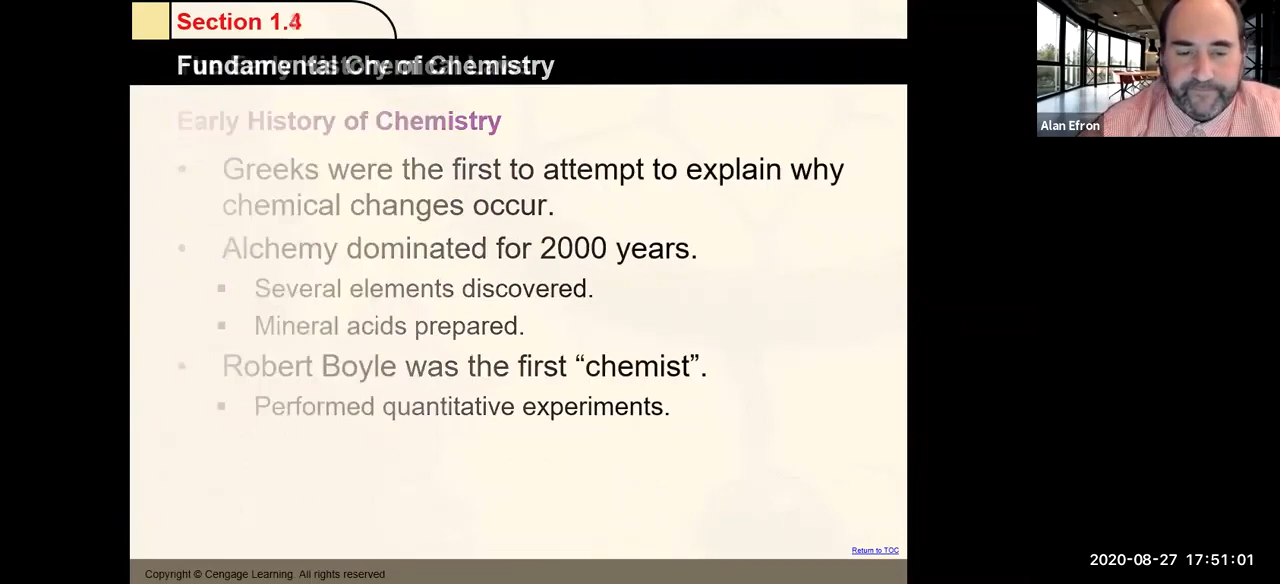 Section 1.
of Chemistry
Early History of Chemistry
• Greeks were the first to attempt to explain why
chemical changes occur.
• Alchemy dominated for 2000 years.
▪ Several elements discovered.
▪ Mineral acids prepared.
• Robert Boyle was the first “chemist”.
▪ Performed quantitative experiments.
Return to TOC
Copyright © Cengage Learning. All rights reserved
Alan Efron
2020-08-27 17:51:01